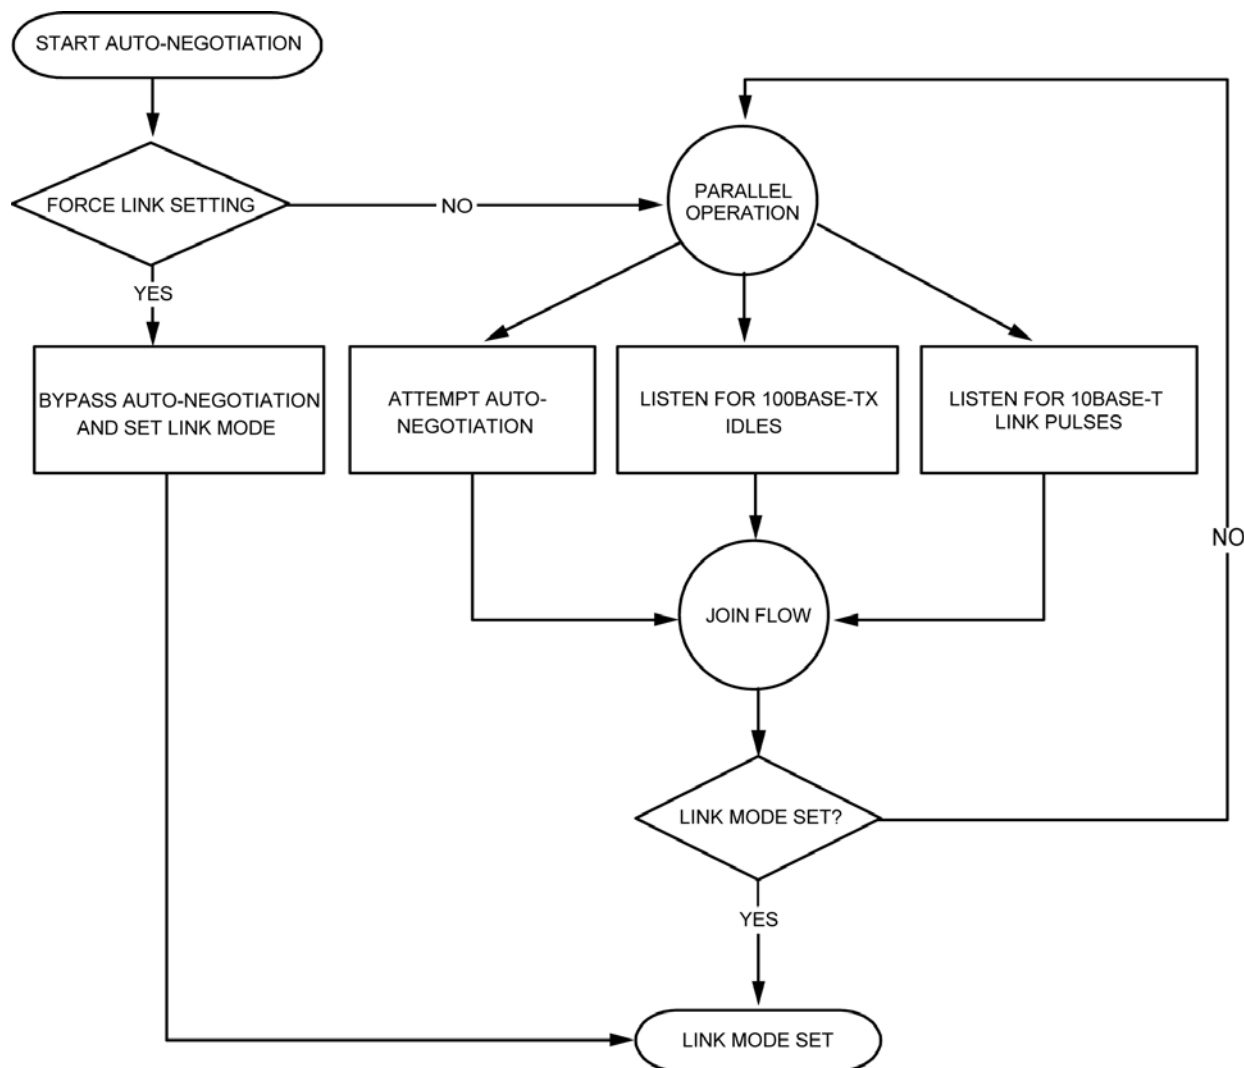 START AUTO-NEGOTIATION
FORCE LINK SETTING
NO
PARALLEL
OPERATION
YES
BYPASS AUTO-NEGOTIATION
AND SET LINK MODE
ATTEMPT AUTO-
NEGOTIATION
LISTEN FOR 100BASE-TX
IDLES
LISTEN FOR 10BASE-T
LINK PULSES
NO
JOIN FLOW
LINK MODE SET?
YES
LINK MODE SET